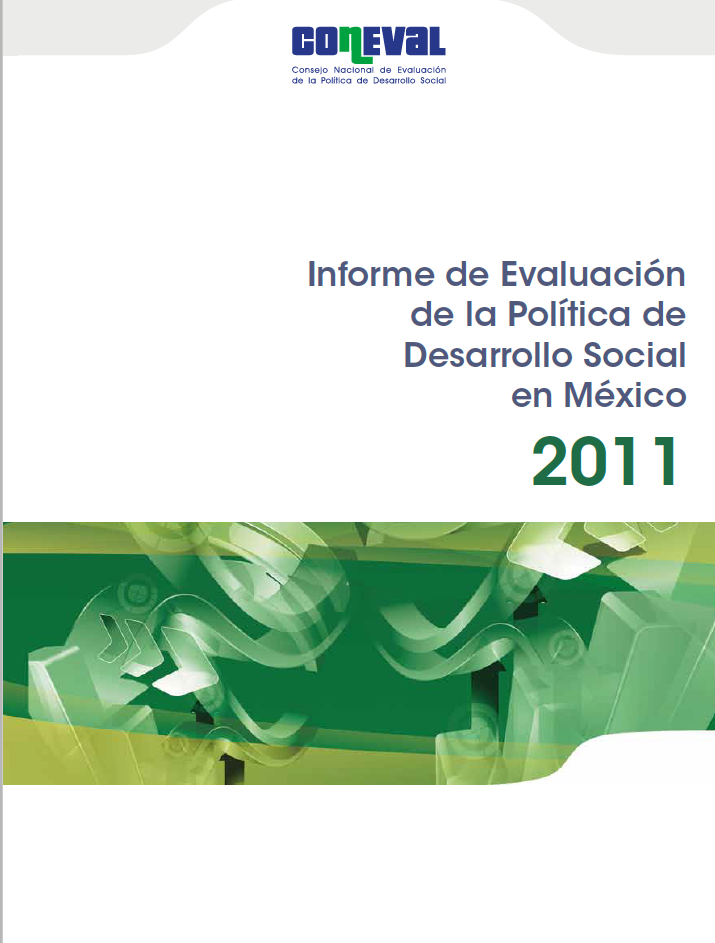 CONEVAL
Consejo Nacional de Evaluación
de la Política de Desarrollo Social
Informe de Evaluación
de la Política de
Desarrollo Social
en México
2011